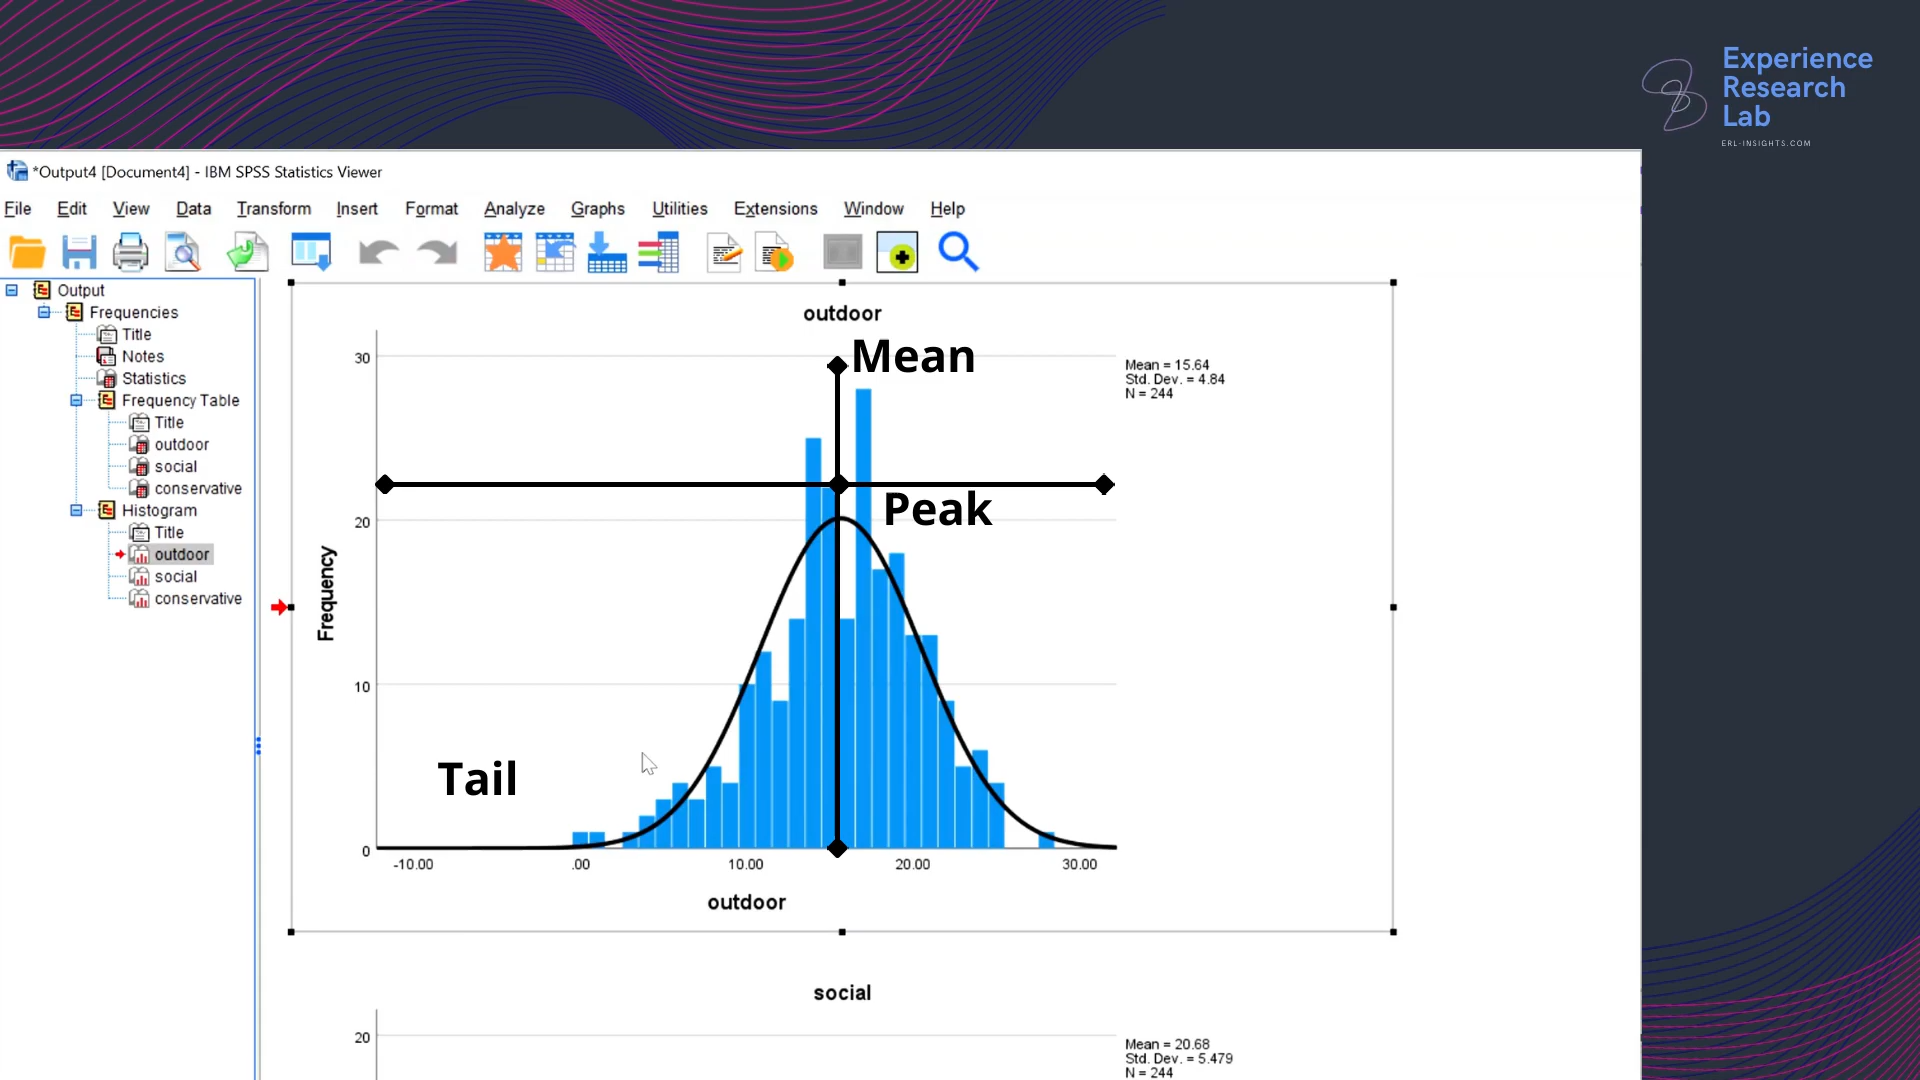 Experience
Research
Lab
ERL-INSIGHTS.COM
*Output4 [Document4] - IBM SPSS Statistics Viewer
File Edit View Data Transform Insert Format Analyze Graphs Utilities Extensions Window Help
Output
Frequencies
Title
Notes
Statistics
Frequency Table
Title
outdoor
social
conservative
Histogram
Title
outdoor
social
conservative
outdoor
Mean
Mean = 15.64
Std. Dev. = 4.84
N = 244
Peak
Tail
Frequency
30
20
10
0
-10.00 .00 10.00 20.00 30.00
outdoor
social
20
Mean = 20.68
Std. Dev. = 5.479
N = 244